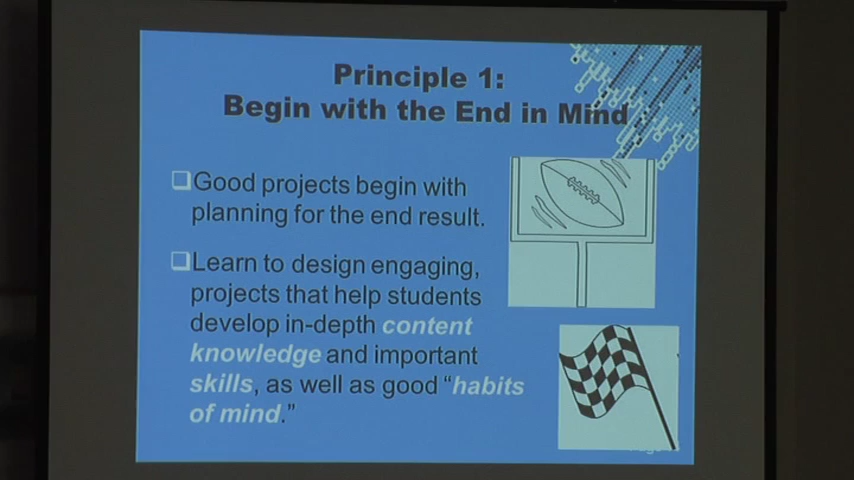 Principle 1:
Begin with the End in Mind
Good projects begin with
planning for the end result.
Learn to design engaging,
projects that help students
develop in-depth content
knowledge and important
skills, as well as good “habits
of mind.”